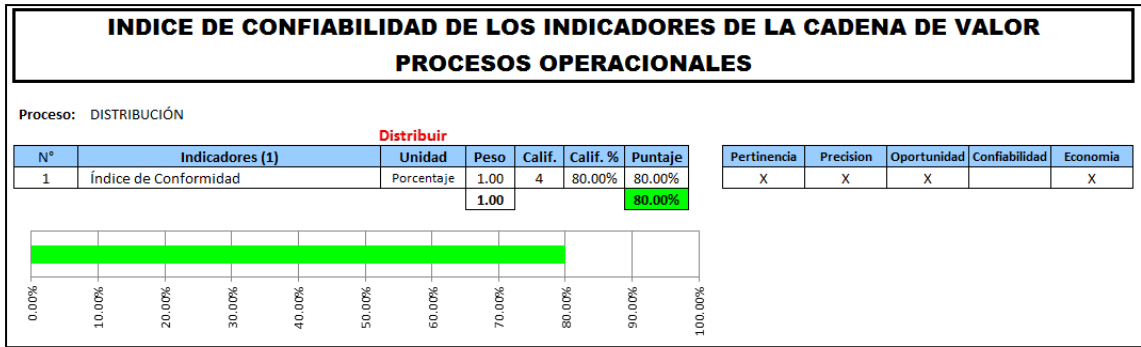 INDICE DE CONFIABILIDAD DE LOS INDICADORES DE LA CADENA DE VALOR
PROCESOS OPERACIONALES
Proceso: DISTRIBUCIÓN
Distribuir
N° Indicadores (1) Unidad Peso Calif. Calif. % Puntaje Pertinencia Precision Oportunidad Confiabilidad Economia
1 Índice de Conformidad Porcentaje 1.00 4 80.00% 80.00% X X X X
1.00 80.00%
0.00% 10.00% 20.00% 30.00% 40.00% 50.00% 60.00% 70.00% 80.00% 90.00% 100.00%